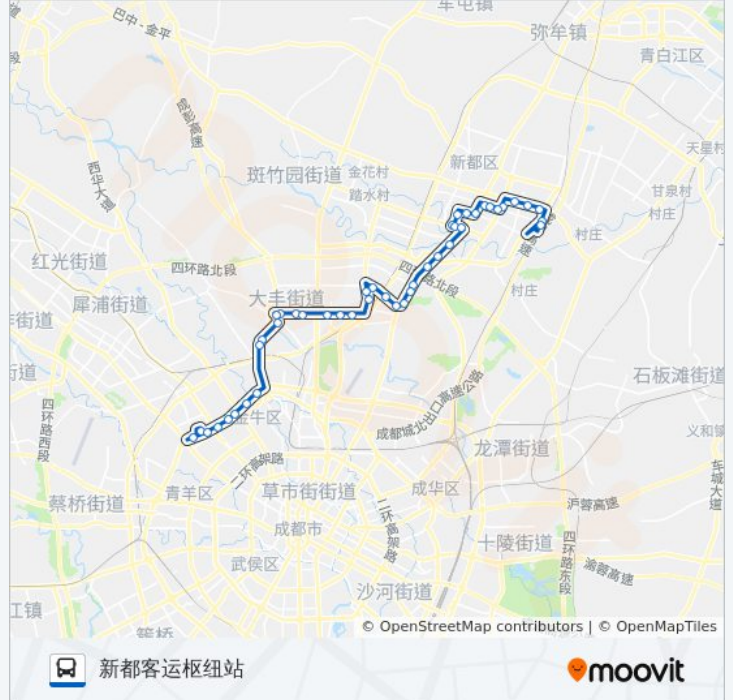 巴中-金平
弥牟镇
青白江区
成彭高速
天星村
新都区
斑竹园街道
金花村
踏水村
甘泉村
村庄
西华大道
高速
村庄
红光街道
四环路北段
四环路北段
村庄
大丰街道
犀浦街道
街道
石板滩街道
街道
四环路西段
金牛区
成都城北出口高速公路
龙潭街道
二环高架路
青羊区
草市街街道
成华区
蔡桥街道
沪蓉高速
车城大道
成都市
二环高架路
十陵街道
武侯区
四环路东段
渝蓉高速
沙河街道
江镇
© OpenStreetMap contributors | © OpenMapTiles
新都客运枢纽站
moovit